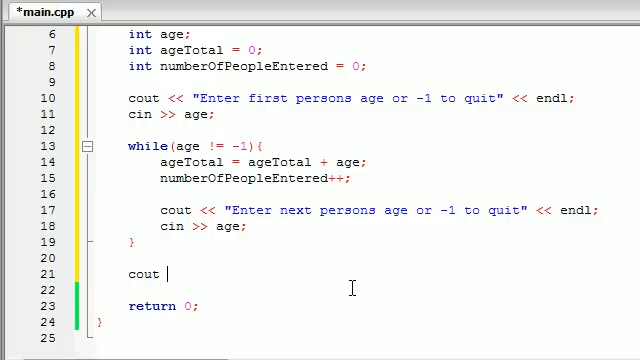 *main.cpp
6 int age;
7 int ageTotal = 0;
8 int numberOfPeopleEntered = 0;
9
10 cout << "Enter first persons age or -1 to quit" << endl;
11 cin >> age;
12
13 while(age != -1){
14 ageTotal = ageTotal + age;
15 numberOfPeopleEntered++;
16
17 cout << "Enter next persons age or -1 to quit" << endl;
18 cin >> age;
19 }
20
21 cout
22
23 return 0;
24 }
25